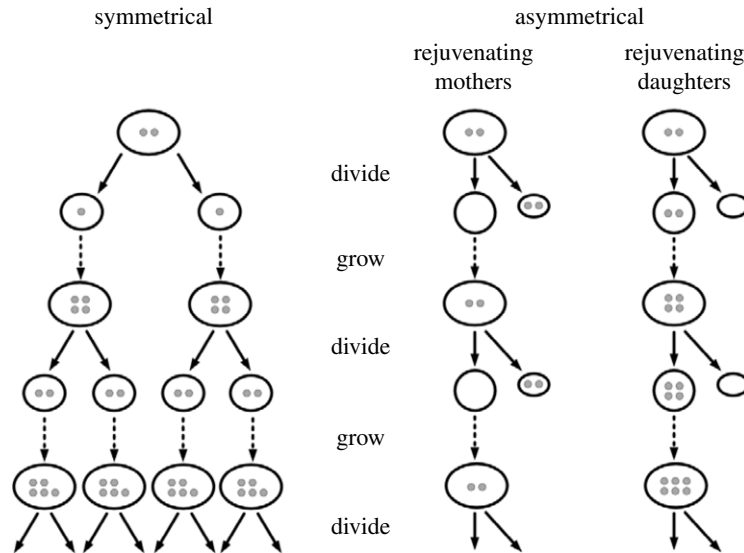 symmetrical
asymmetrical
rejuvenating
mothers
rejuvenating
daughters
divide
grow
divide
grow
divide